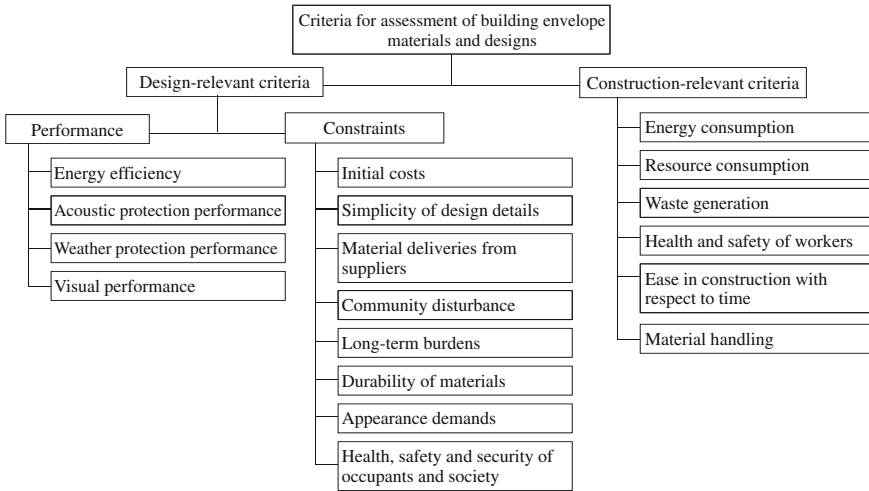 Criteria for assessment of building envelope
materials and designs
Design-relevant criteria
Construction-relevant criteria
Performance
Energy efficiency
Acoustic protection performance
Weather protection performance
Visual performance
Constraints
Initial costs
Simplicity of design details
Material deliveries from
suppliers
Community disturbance
Long-term burdens
Durability of materials
Appearance demands
Health, safety and security of
occupants and society
Energy consumption
Resource consumption
Waste generation
Health and safety of workers
Ease in construction with
respect to time
Material handling